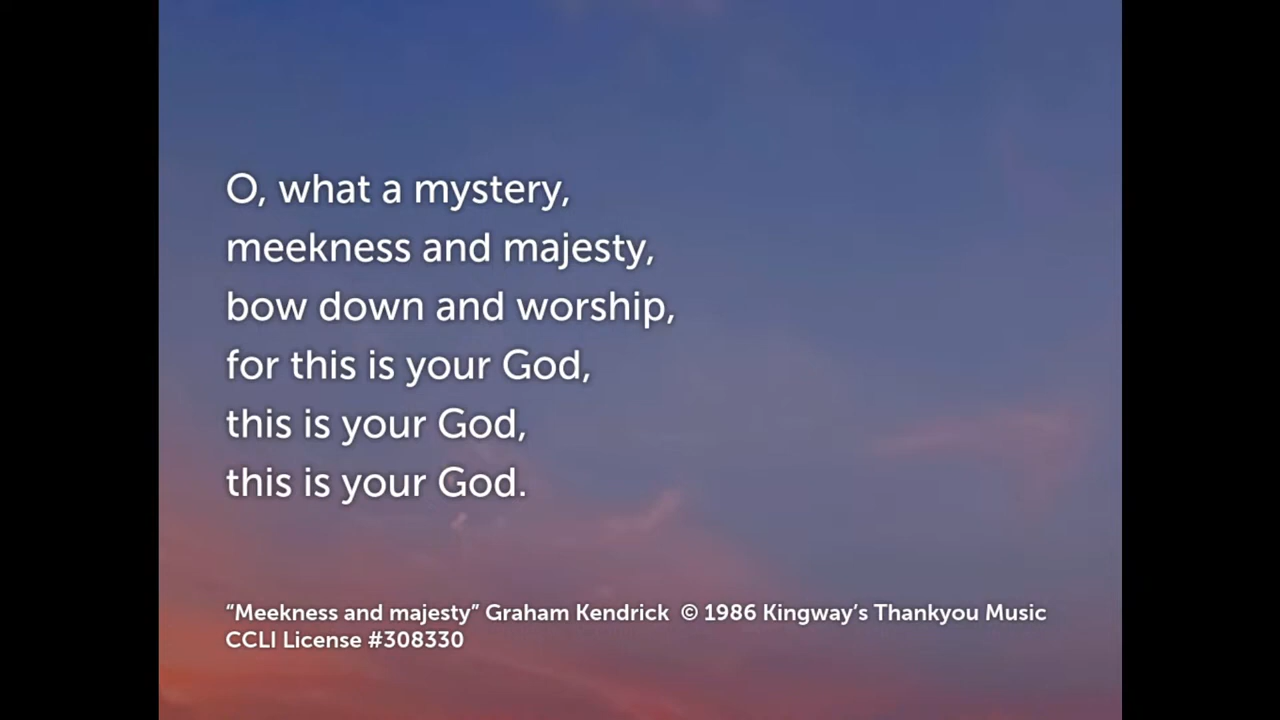 O, what a mystery,
meekness and majesty,
bow down and worship,
for this is your God,
this is your God,
this is your God.
“Meekness and majesty” Graham Kendrick © 1986 Kingway’s Thankyou Music
CCLI License #308330